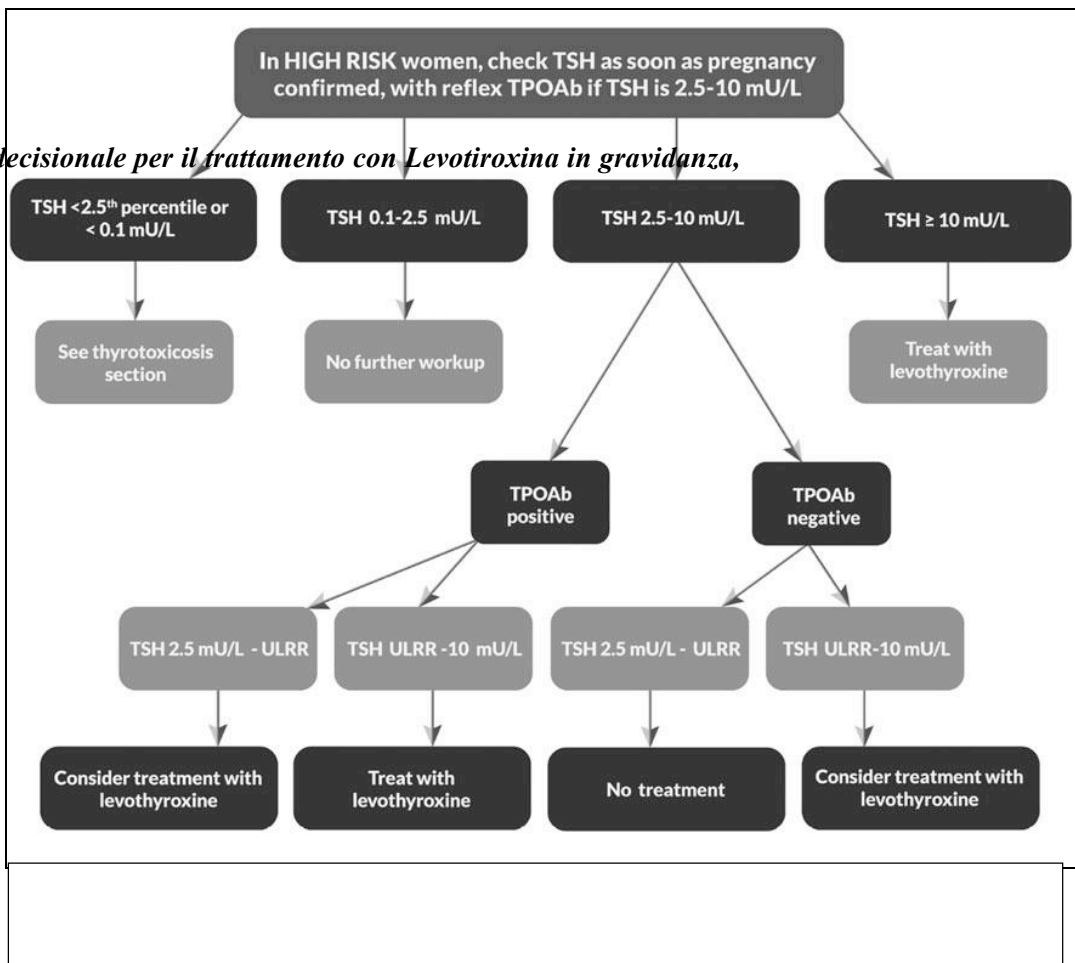 In HIGH RISK women, check TSH as soon as pregnancy
confirmed, with reflex TPOAb if TSH is 2.5-10 mU/L
decisionale per il trattamento con Levotiroxina in gravidanza,
TSH <2.5th percentile or
< 0.1 mU/L
TSH 0.1-2.5 mU/L
TSH 2.5-10 mU/L
TSH ≥ 10 mU/L
See thyrotoxicosis
section
No further workup
Treat with
levothyroxine
TPOAb
positive
TPOAb
negative
TSH 2.5 mU/L - ULRR
TSH ULRR -10 mU/L
TSH 2.5 mU/L - ULRR
TSH ULRR-10 mU/L
Consider treatment with
levothyroxine
Treat with
levothyroxine
No treatment
Consider treatment with
levothyroxine